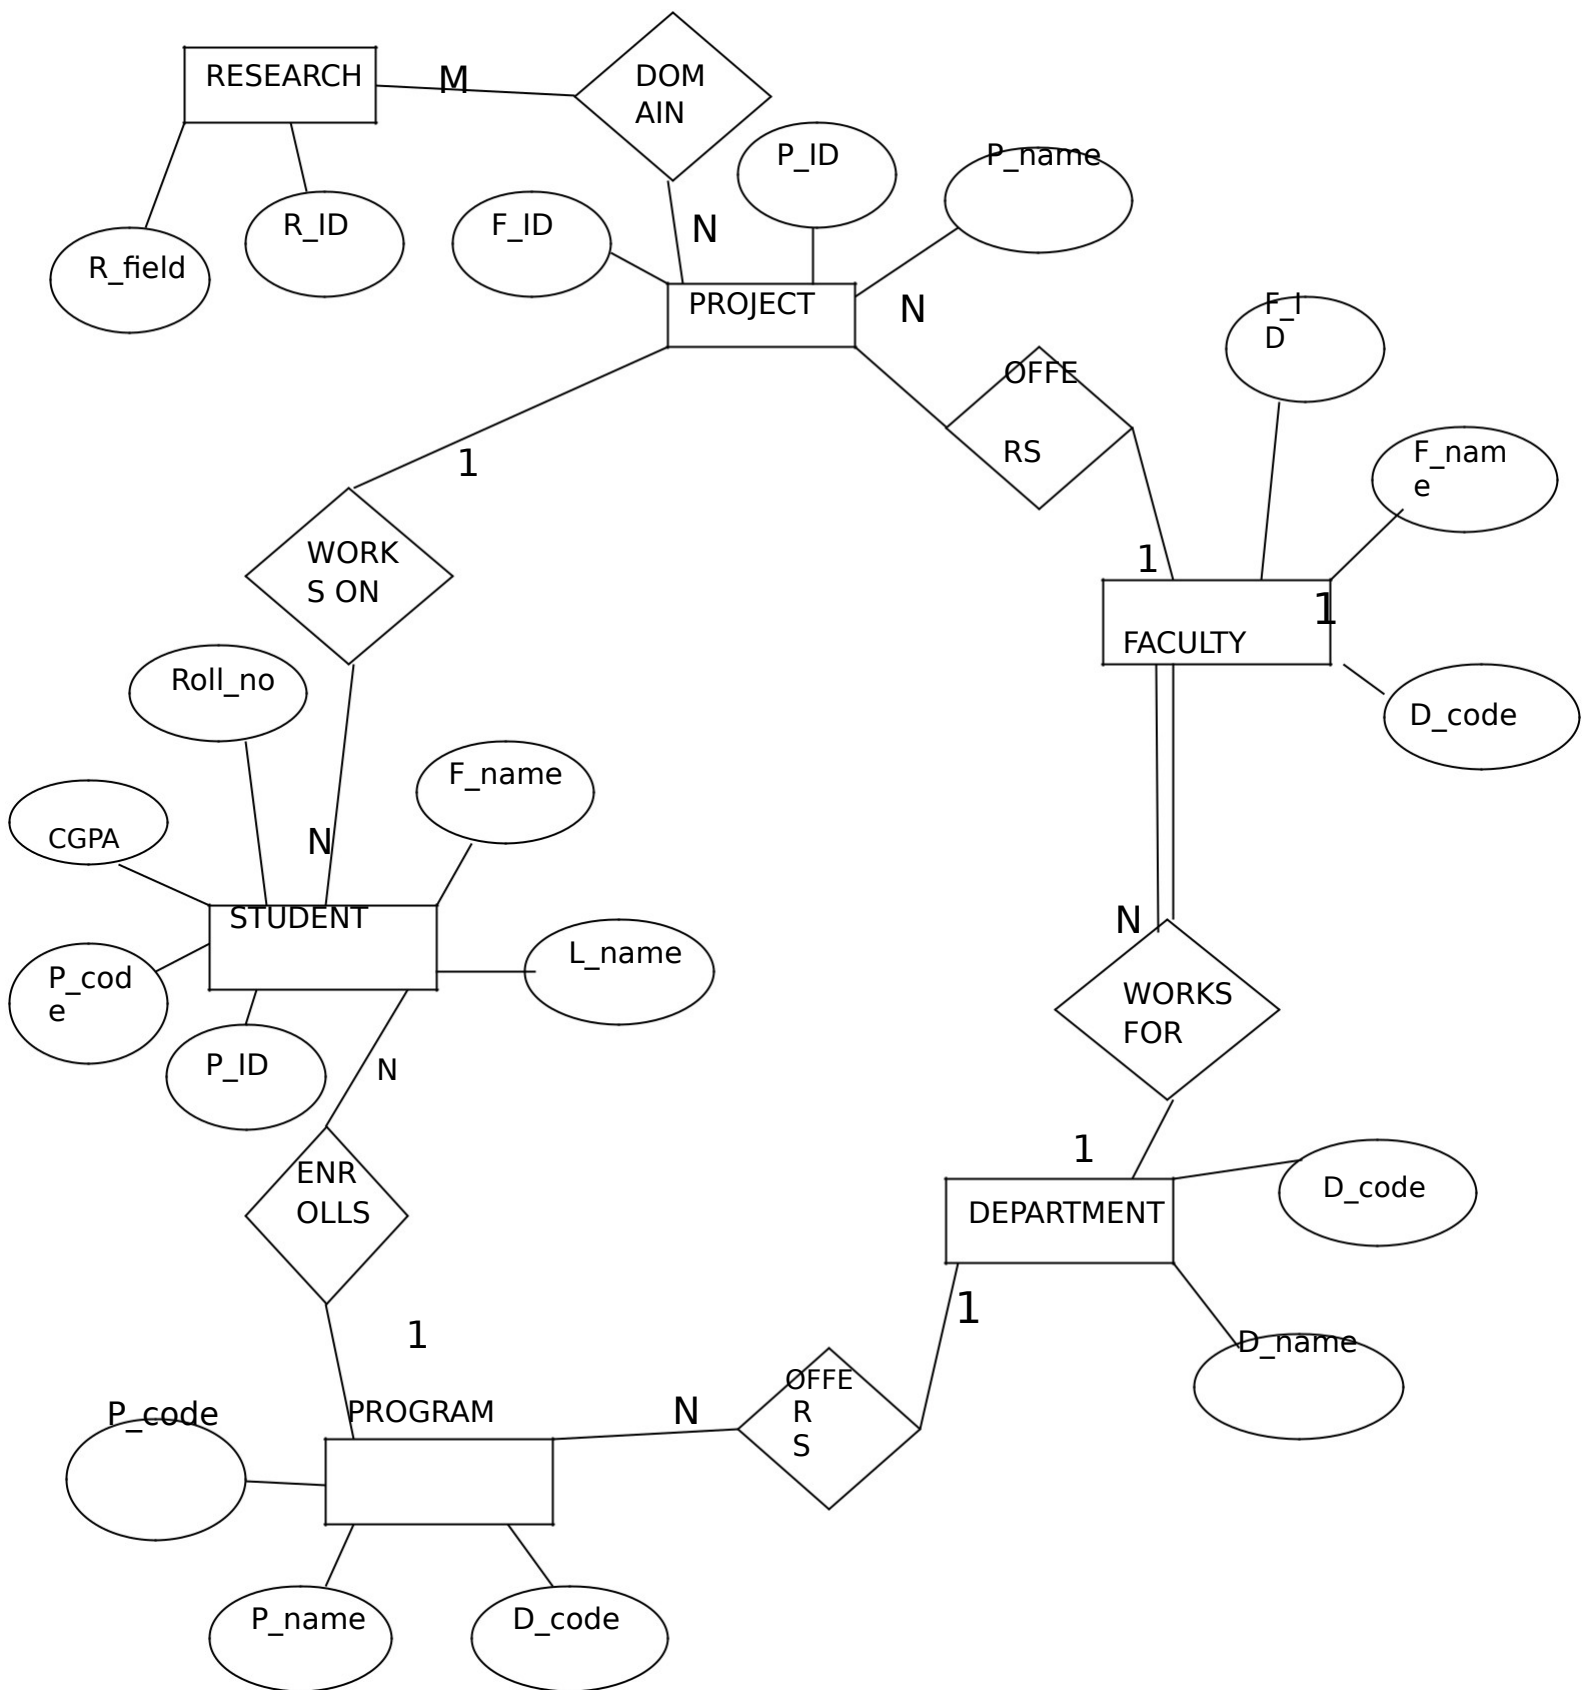 RESEARCH
M
DOM
AIN
P_ID
P_name
R_field
R_ID
F_ID
N
PROJECT
N
F_I
D
OFFE
RS
1
F_nam
e
WORK
S ON
1
1
FACULTY
Roll_no
D_code
F_name
CGPA
N
STUDENT
N
L_name
P_cod
e
WORKS
FOR
P_ID
N
1
ENR
OLLS
D_code
DEPARTMENT
1
1
D_name
OFFE
R
S
P_code
PROGRAM
N
P_name
D_code